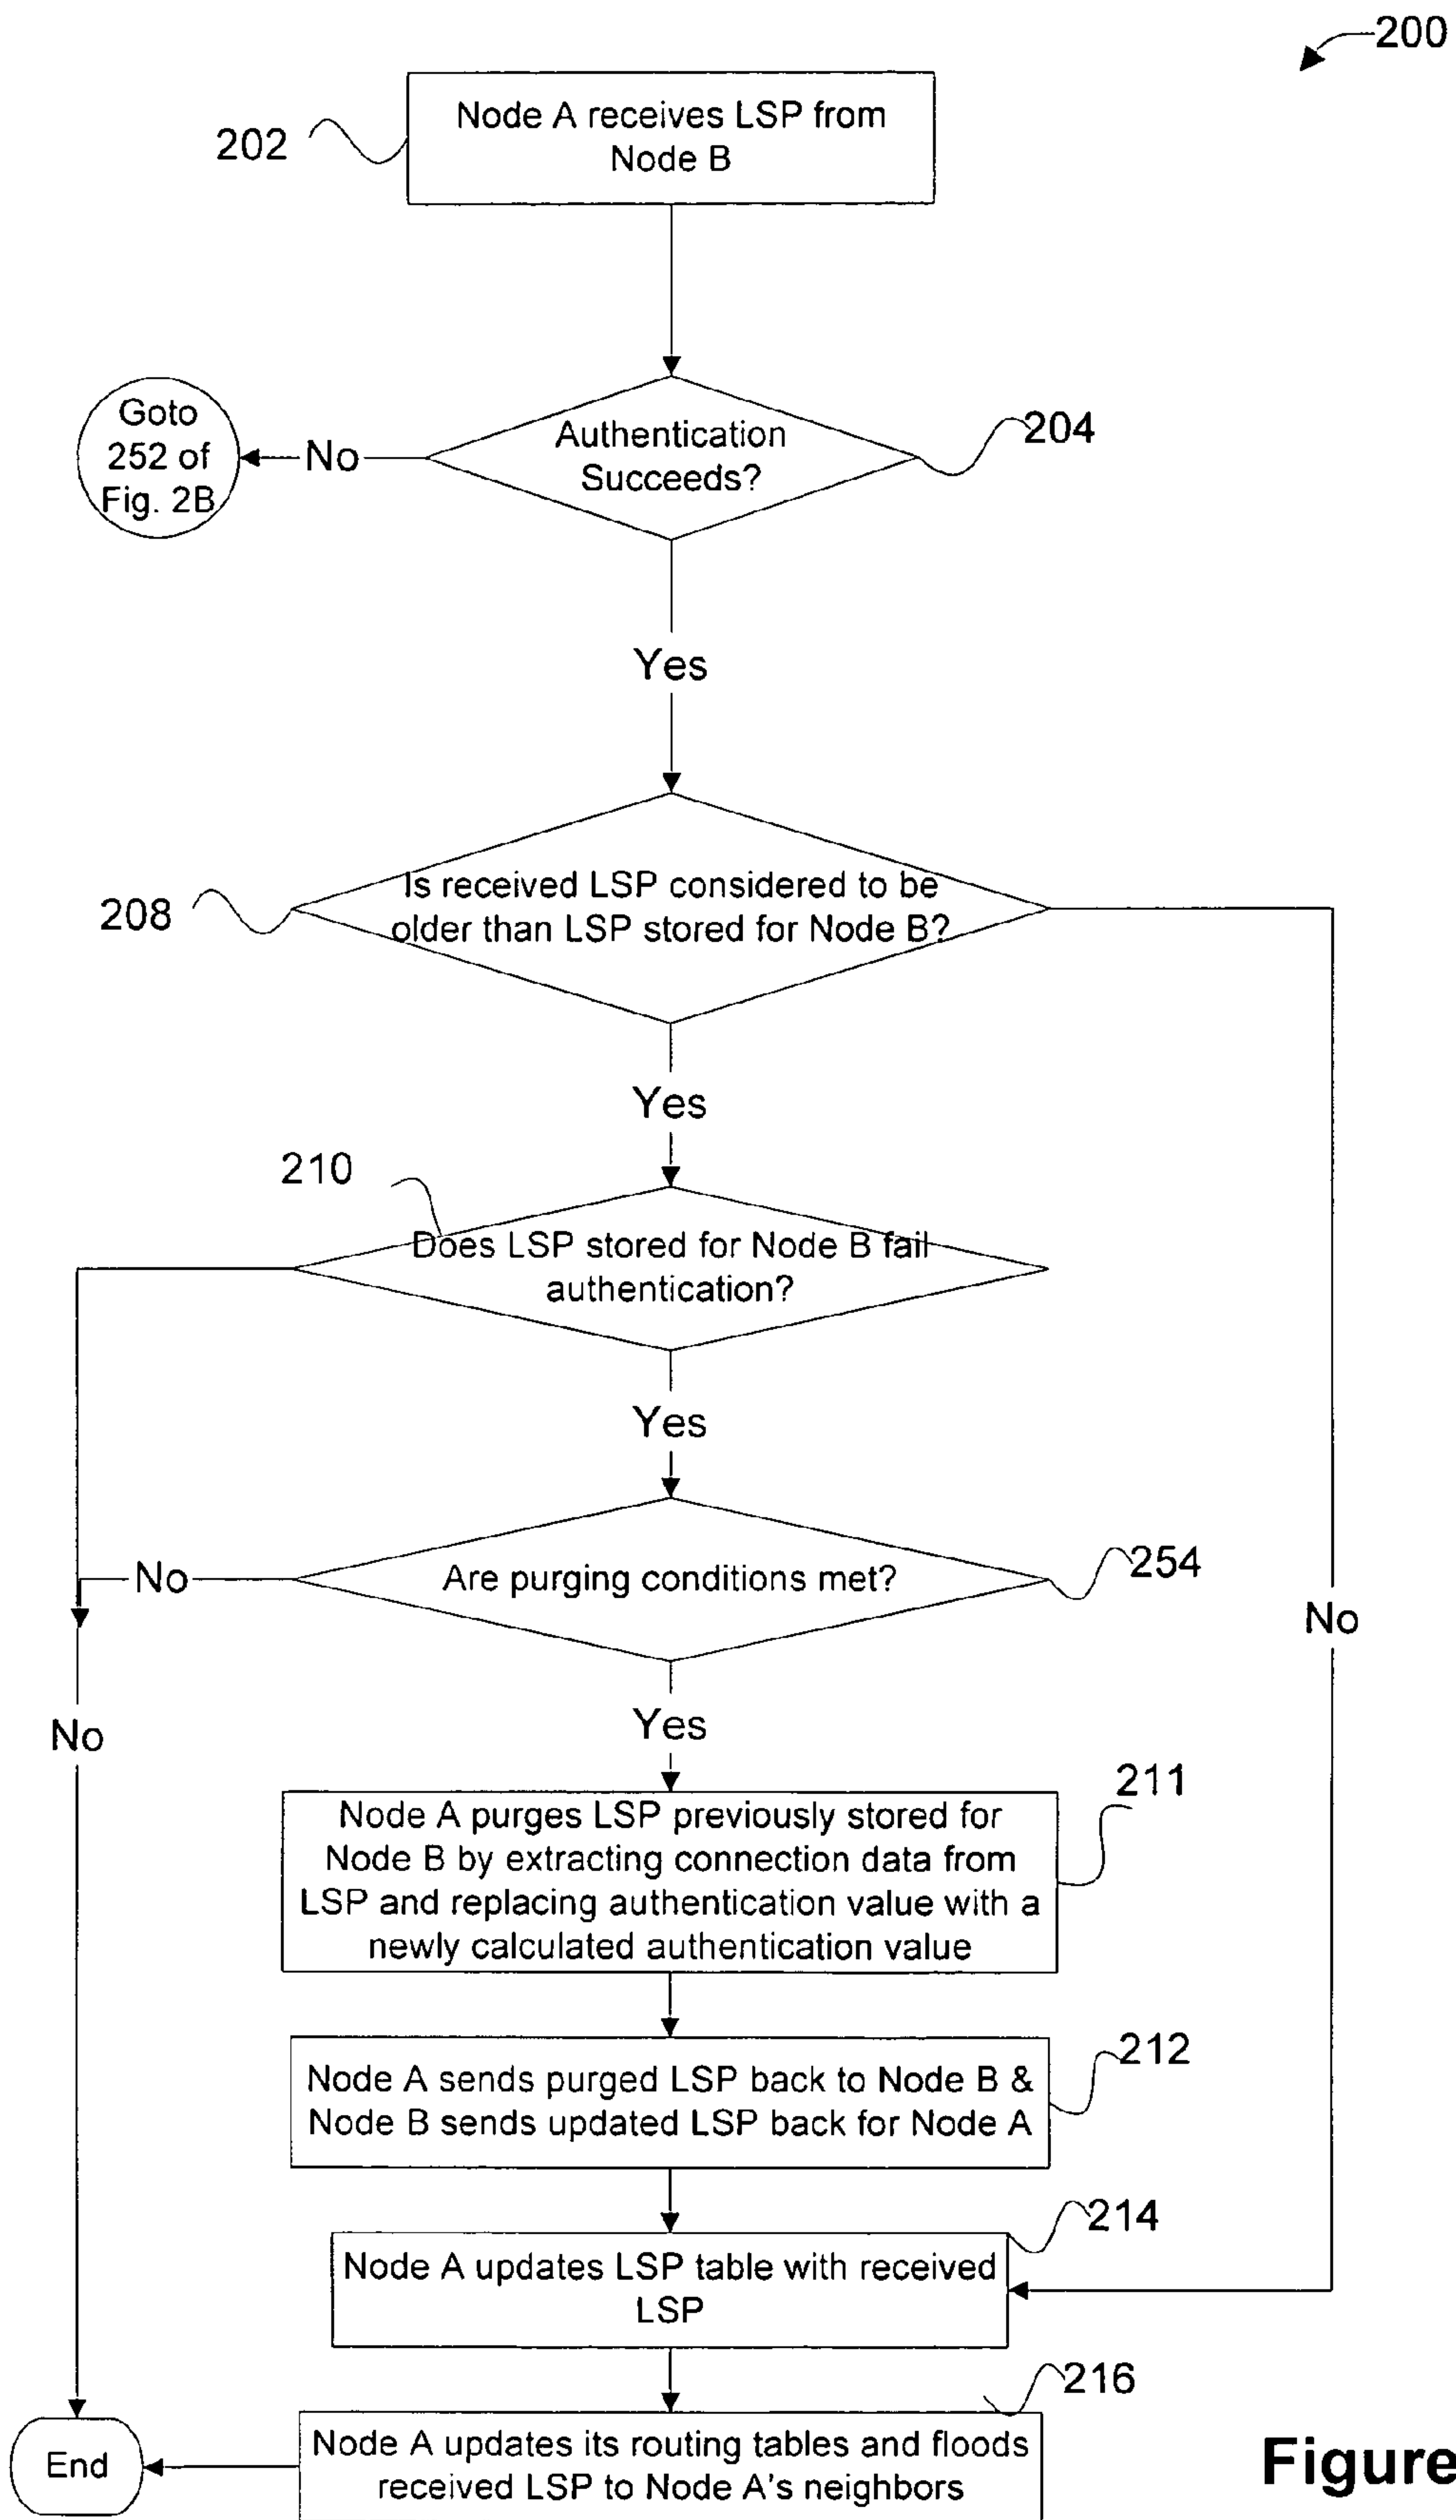 200
202
Node A receives LSP from
Node B
Goto
252 of
Fig. 2B
No
Authentication
Succeeds?
204
Yes
208
Is received LSP considered to be
older than LSP stored for Node B?
Yes
210
Does LSP stored for Node B fail
authentication?
Yes
No
Are purging conditions met?
254
No
No
Yes
211
Node A purges LSP previously stored for
Node B by extracting connection data from
LSP and replacing authentication value with a
newly calculated authentication value
212
Node A sends purged LSP back to Node B &
Node B sends updated LSP back for Node A
214
Node A updates LSP table with received
LSP
216
End
Node A updates its routing tables and floods
received LSP to Node A's neighbors
Figure